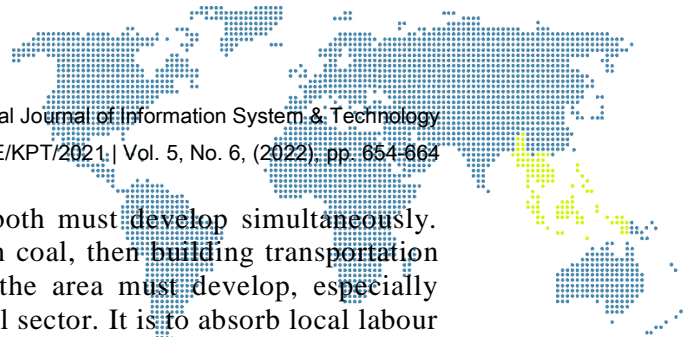 al Journal of Information System & Technology
E/KPT/2021 | Vol. 5, No. 6, (2022), pp. 654-664
both must develop simultaneously.
coal, then building transportation
the area must develop, especially
sector. It is to absorb local labour